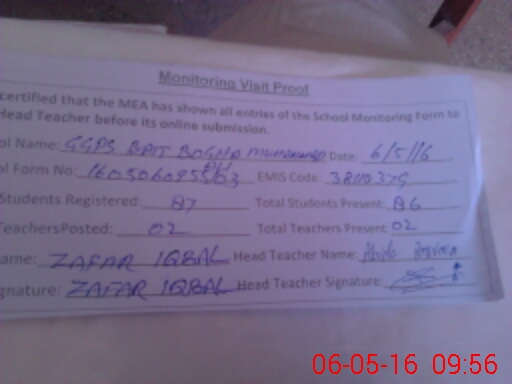 Monitoring Visit Proof
certified that the MEA has shown all entries of the School Monitoring Form to
Head Teacher before its online submission.
ol Name: GGPS BAIT Date: 6/5/16
ol Form No: EMIS Code:
Students Registered: 87 Total Students Present: 86
TeachersPosted: 02 Total Teachers Present: 02
ame: ZAFAR IQBAL Head Teacher Name:
gnature: ZAFAR IQBAL Head Teacher Signature:
06-05-16 09:56